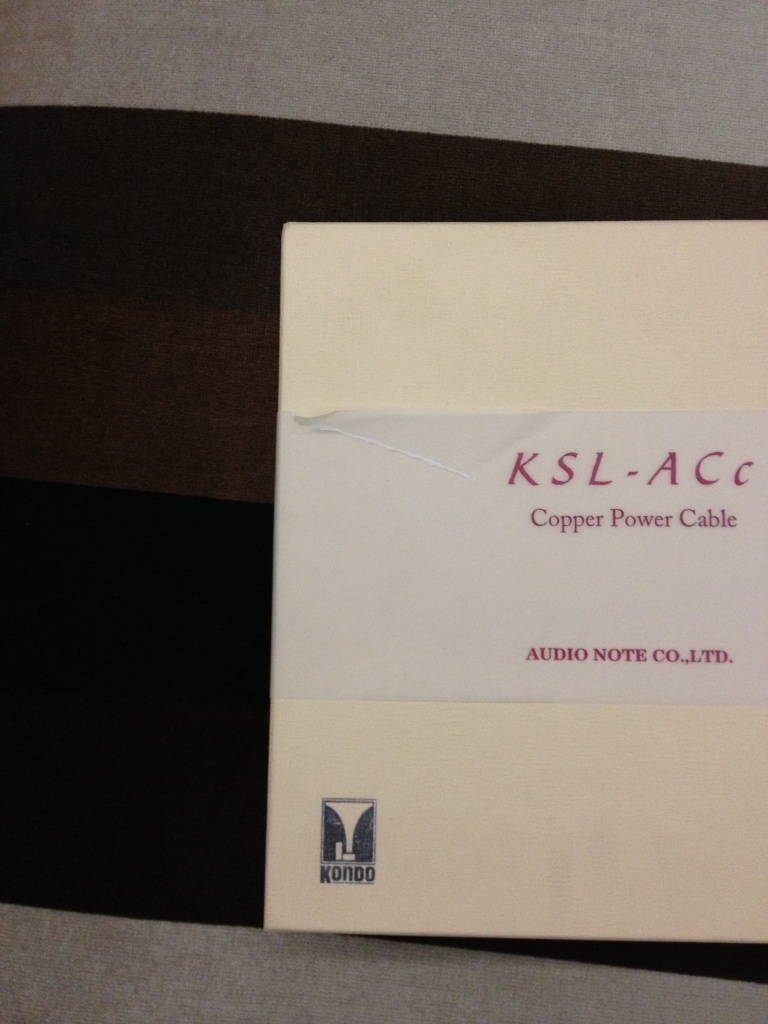 KSL-ACc
Copper Power Cable
AUDIO NOTE CO.,LTD.
KONDO